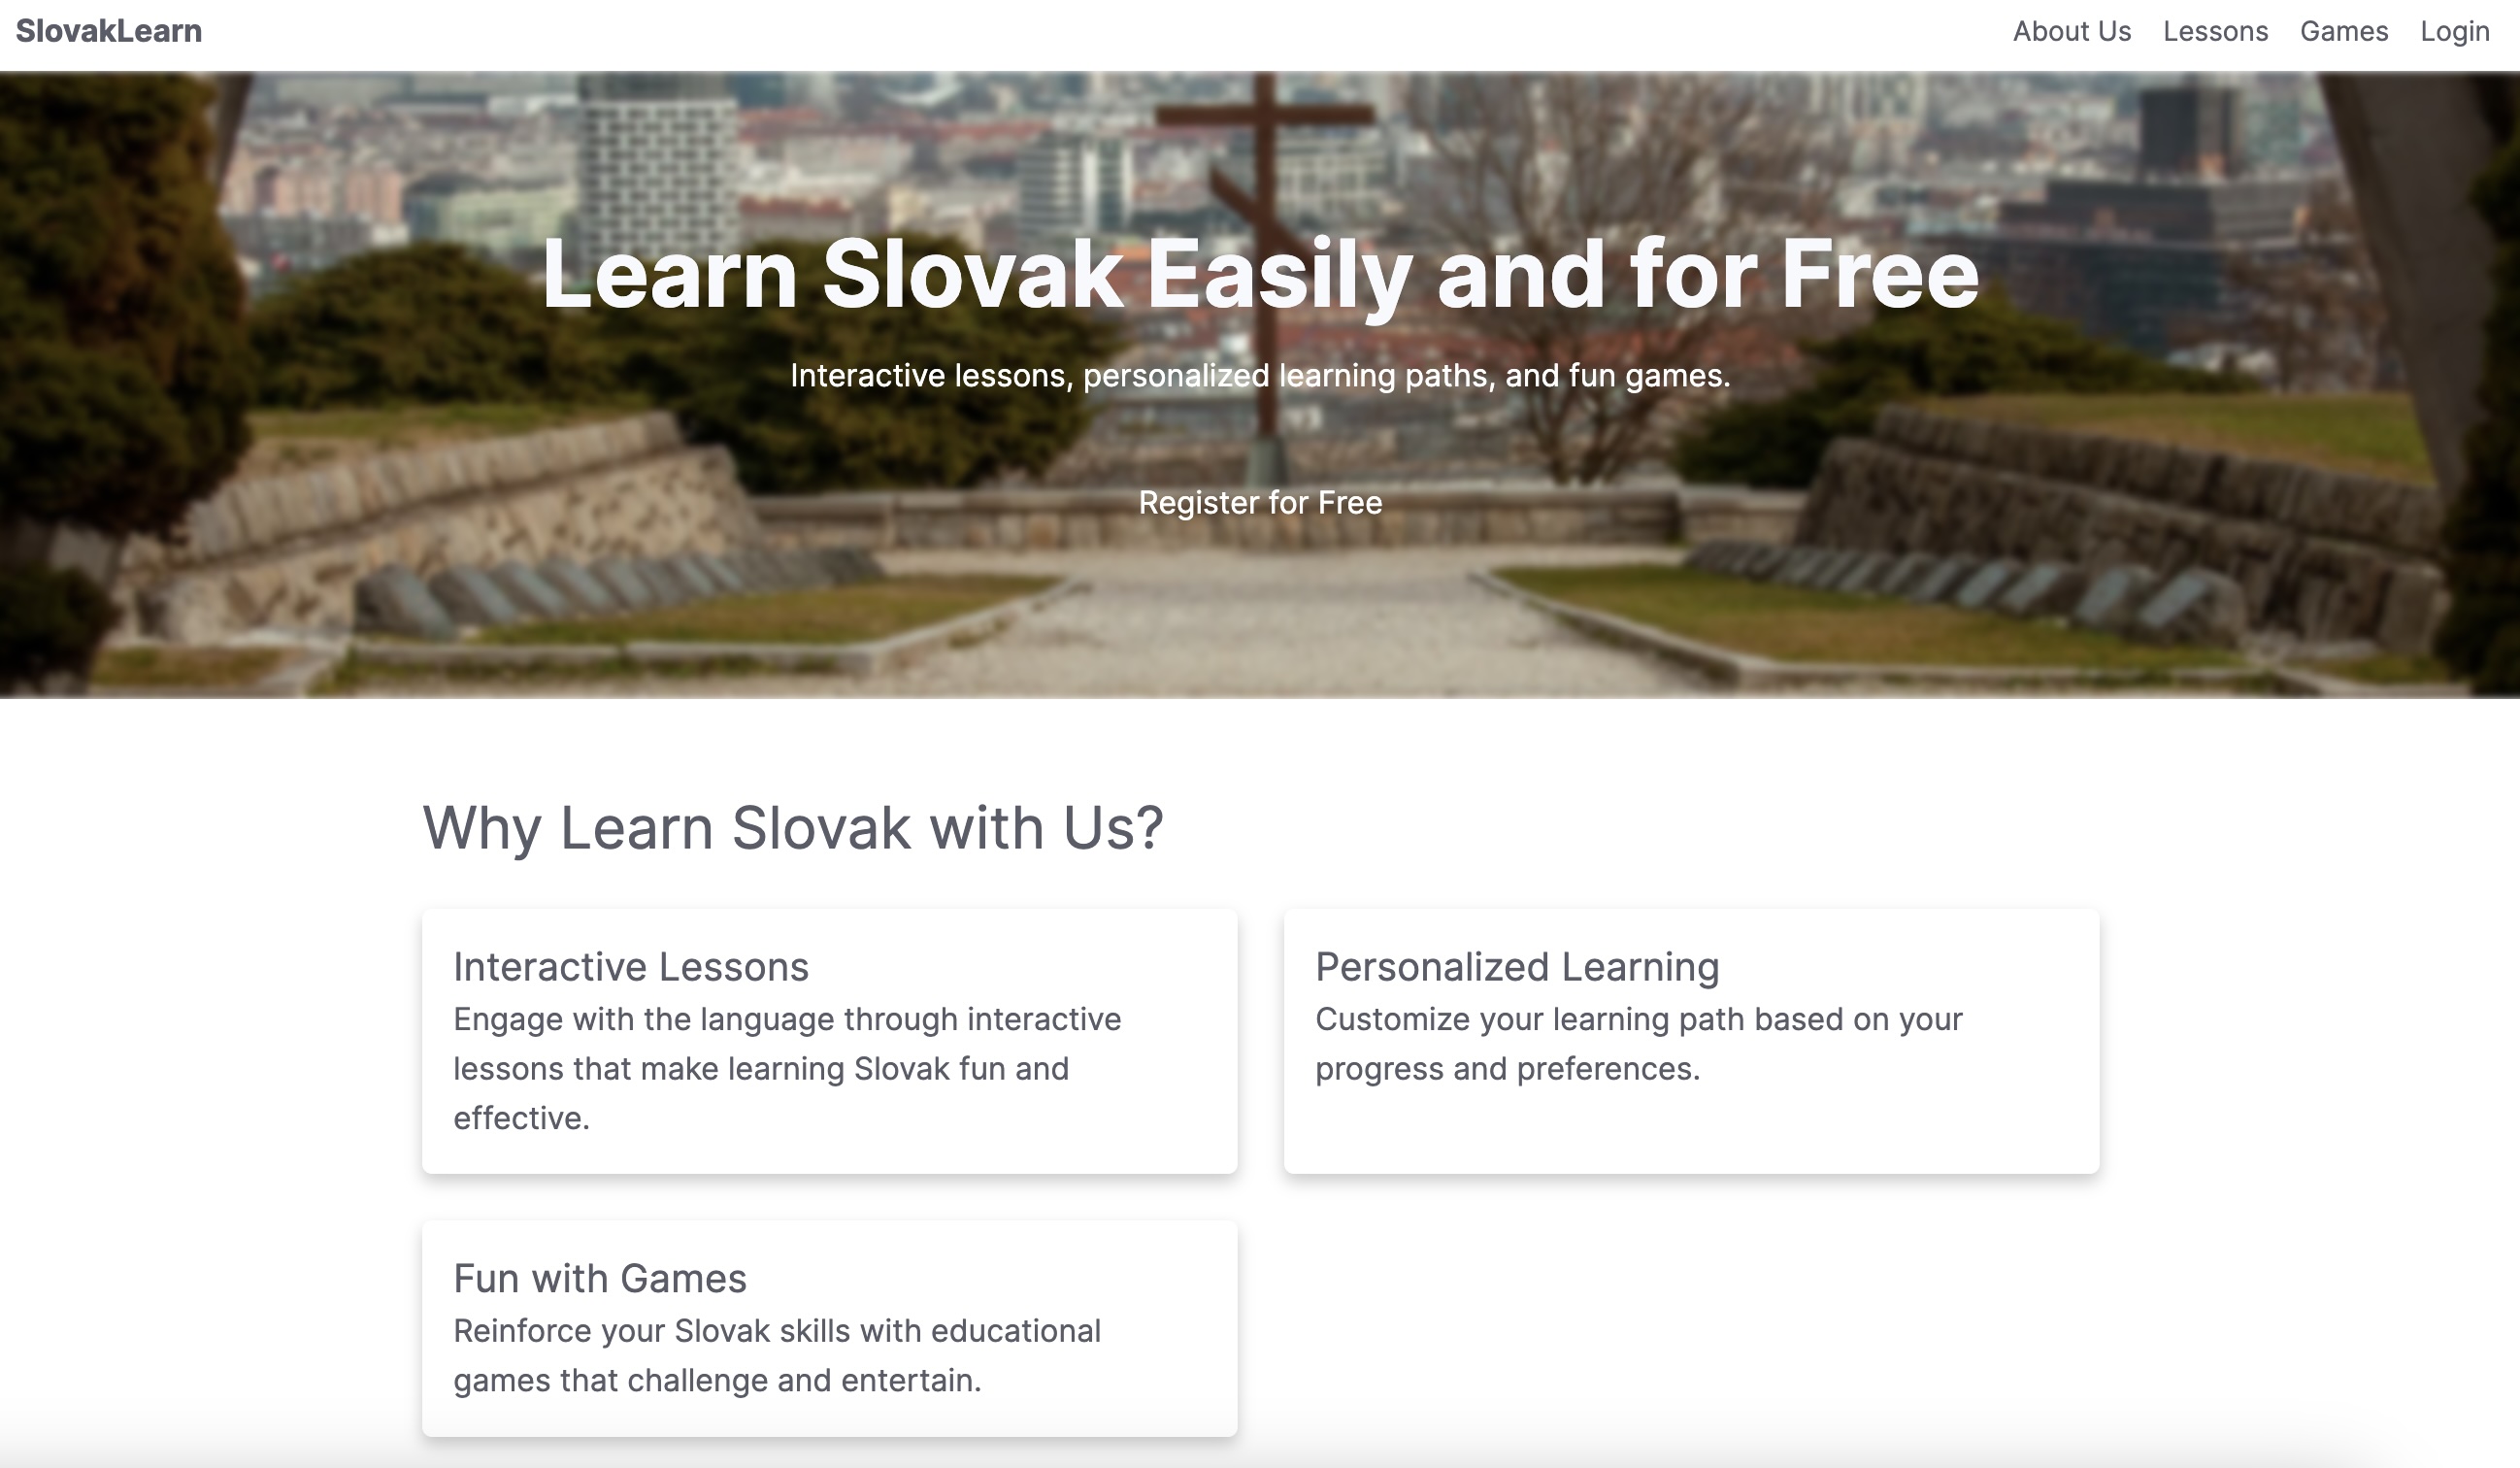 SlovakLearn
About Us Lessons Games Login
Learn Slovak Easily and for Free
Interactive lessons, personalized learning paths, and fun games.
Register for Free
Why Learn Slovak with Us?
Interactive Lessons
Engage with the language through interactive
lessons that make learning Slovak fun and
effective.
Personalized Learning
Customize your learning path based on your
progress and preferences.
Fun with Games
Reinforce your Slovak skills with educational
games that challenge and entertain.